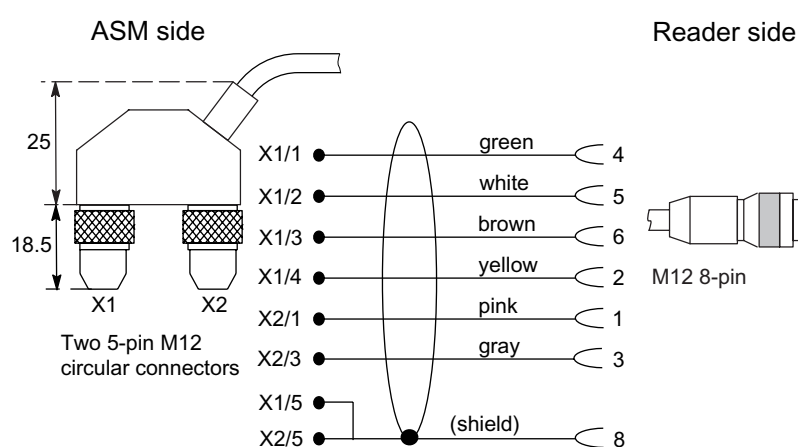 ASM side
Reader side
25
18.5
X1
X2
Two 5-pin M12
circular connectors
X1/1 green 4
X1/2 white 5
X1/3 brown 6
X1/4 yellow 2
X2/1 pink 1
X2/3 gray 3
X1/5
X2/5 (shield) 8
M12 8-pin